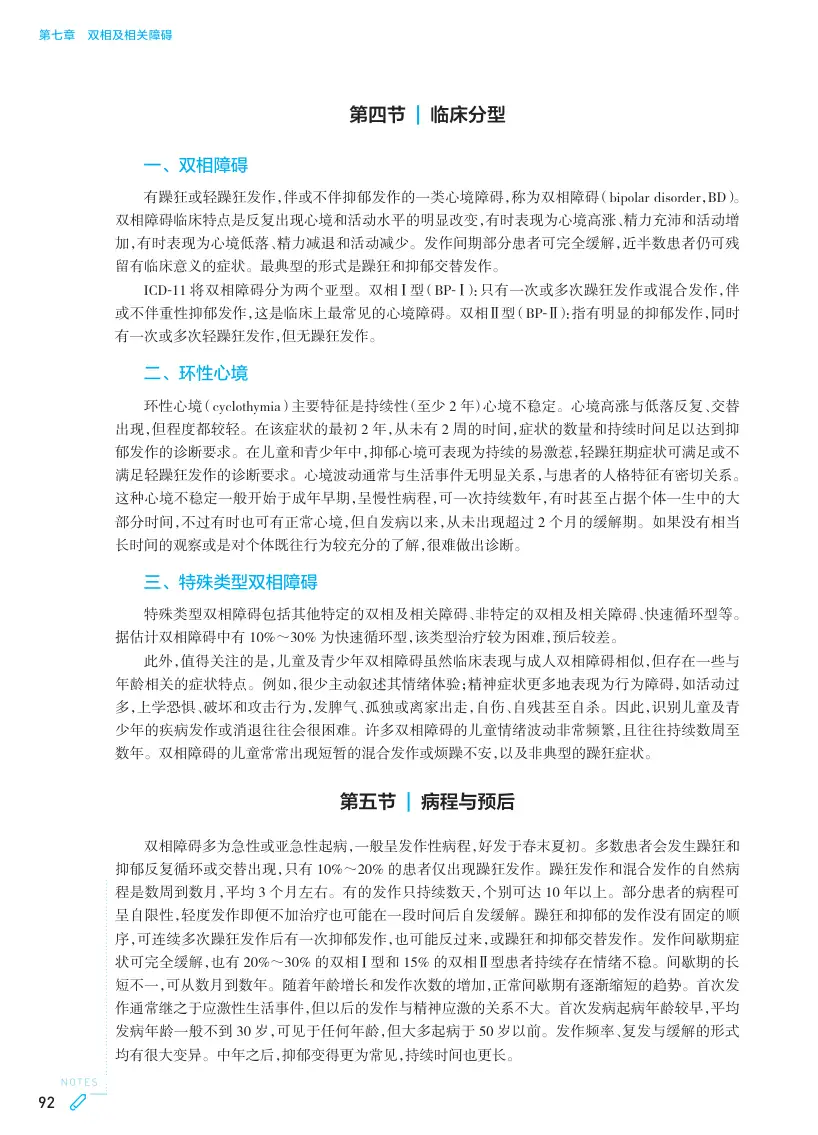 第七章 双相及相关障碍
第四节 | 临床分型
一、双相障碍
有躁狂或轻躁狂发作,伴或不伴抑郁发作的一类心境障碍,称为双相障碍(bipolar disorder,BD)。
双相障碍临床特点是反复出现心境和活动水平的明显改变,有时表现为心境高涨、精力充沛和活动增
加,有时表现为心境低落、精力减退和活动减少。发作间期部分患者可完全缓解,近半数患者仍可残
留有临床意义的症状。最典型的形式是躁狂和抑郁交替发作。
ICD-11 将双相障碍分为两个亚型。双相Ⅰ型(BP-Ⅰ):只有一次或多次躁狂发作或混合发作,伴
或不伴重性抑郁发作,这是临床上最常见的心境障碍。双相Ⅱ型(BP-Ⅱ):指有明显的抑郁发作,同时
有一次或多次轻躁狂发作,但无躁狂发作。
二、环性心境
环性心境(cyclothymia)主要特征是持续性(至少 2 年)心境不稳定。心境高涨与低落反复、交替
出现,但程度都较轻。在该症状的最初 2 年,从未有 2 周的时间,症状的数量和持续时间足以达到抑
郁发作的诊断要求。在儿童和青少年中,抑郁心境可表现为持续的易激惹,轻躁狂期症状可满足或不
满足轻躁狂发作的诊断要求。心境波动通常与生活事件无明显关系,与患者的人格特征有密切关系。
这种心境不稳定一般开始于成年早期,呈慢性病程,可一次持续数年,有时甚至占据个体一生中的大
部分时间,不过有时也可有正常心境,但自发病以来,从未出现超过 2 个月的缓解期。如果没有相当
长时间的观察或是对个体既往行为较充分的了解,很难做出诊断。
三、特殊类型双相障碍
特殊类型双相障碍包括其他特定的双相及相关障碍、非特定的双相及相关障碍、快速循环型等。
据估计双相障碍中有 10%～30% 为快速循环型,该类型治疗较为困难,预后较差。
此外,值得关注的是,儿童及青少年双相障碍虽然临床表现与成人双相障碍相似,但存在一些与
年龄相关的症状特点。例如,很少主动叙述其情绪体验;精神症状更多地表现为行为障碍,如活动过
多,上学恐惧、破坏和攻击行为,发脾气、孤独或离家出走,自伤、自残甚至自杀。因此,识别儿童及青
少年的疾病发作或消退往往会很困难。许多双相障碍的儿童情绪波动非常频繁,且往往持续数周至
数年。双相障碍的儿童常常出现短暂的混合发作或烦躁不安,以及非典型的躁狂症状。
第五节 | 病程与预后
双相障碍多为急性或亚急性起病,一般呈发作性病程,好发于春末夏初。多数患者会发生躁狂和
抑郁反复循环或交替出现,只有 10%～20% 的患者仅出现躁狂发作。躁狂发作和混合发作的自然病
程是数周到数月,平均 3 个月左右。有的发作只持续数天,个别可达 10 年以上。部分患者的病程可
呈自限性,轻度发作即便不加治疗也可能在一段时间后自发缓解。躁狂和抑郁的发作没有固定的顺
序,可连续多次躁狂发作后有一次抑郁发作,也可能反过来,或躁狂和抑郁交替发作。发作间歇期症
状可完全缓解,也有 20%～30% 的双相Ⅰ型和 15% 的双相Ⅱ型患者持续存在情绪不稳。间歇期的长
短不一,可从数月到数年。随着年龄增长和发作次数的增加,正常间歇期有逐渐缩短的趋势。首次发
作通常继之于应激性生活事件,但以后的发作与精神应激的关系不大。首次发病起病年龄较早,平均
发病年龄一般不到 30 岁,可见于任何年龄,但大多起病于 50 岁以前。发作频率、复发与缓解的形式
均有很大变异。中年之后,抑郁变得更为常见,持续时间也更长。
NOTES
92